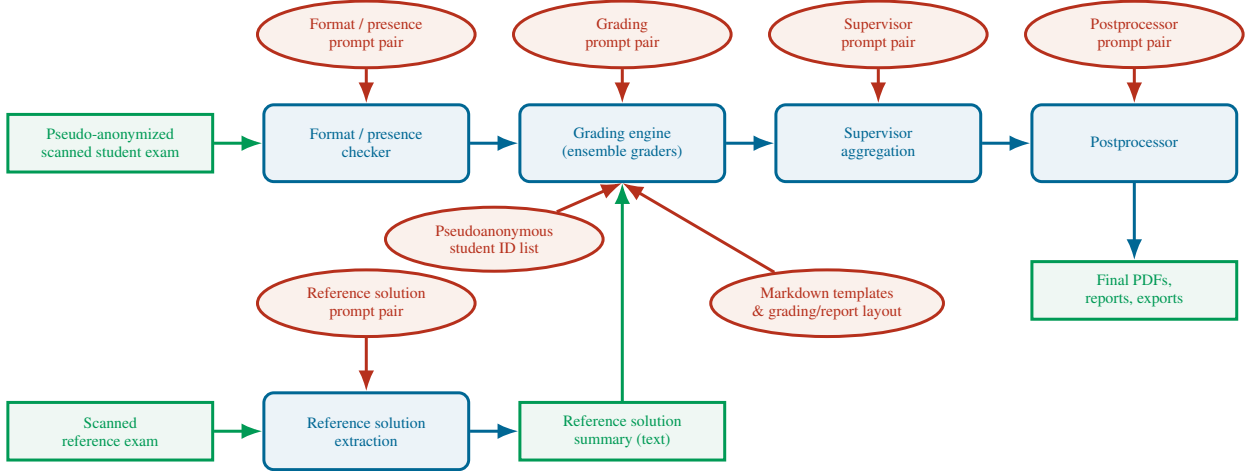 Format / presence
prompt pair
Grading
prompt pair
Supervisor
prompt pair
Postprocessor
prompt pair
Pseudo-anonymized
scanned student exam
Format / presence
checker
Grading engine
(ensemble graders)
Supervisor
aggregation
Postprocessor
Pseudoanonymous
student ID list
Reference solution
prompt pair
Markdown templates
& grading/report layout
Final PDFs,
reports, exports
Scanned
reference exam
Reference solution
extraction
Reference solution
summary (text)